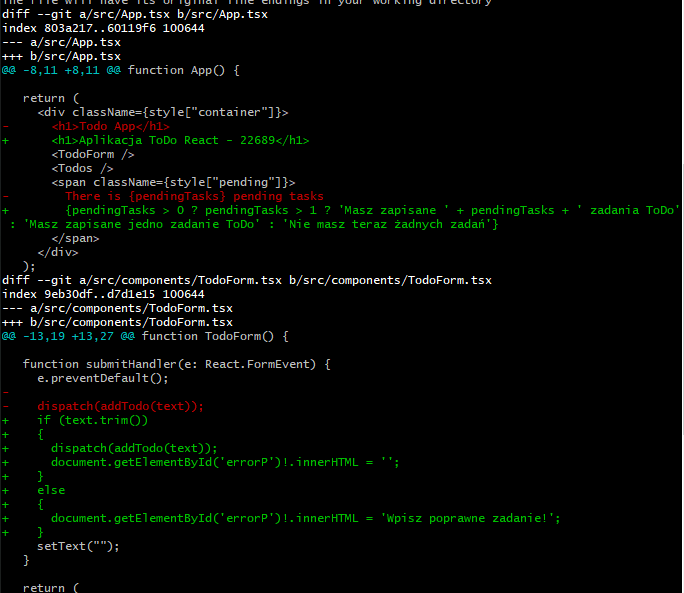 The file will have its original line endings in your working directory
diff --git a/src/App.tsx b/src/App.tsx
index 803a217..60119f6 100644
--- a/src/App.tsx
+++ b/src/App.tsx
@@ -8,11 +8,11 @@ function App() {

   return (
     <div className={style["container"]}>
-      <h1>Todo App</h1>
+      <h1>Aplikacja ToDo React - 22689</h1>
       <TodoForm />
       <Todos />
       <span className={style["pending"]}>
-        There is {pendingTasks} pending tasks
+        {pendingTasks > 0 ? pendingTasks > 1 ? 'Masz zapisane ' + pendingTasks + ' zadania ToDo'
 : 'Masz zapisane jedno zadanie ToDo' : 'Nie masz teraz żadnych zadań'}
       </span>
     </div>
   );
diff --git a/src/components/TodoForm.tsx b/src/components/TodoForm.tsx
index 9eb30df..d7d1e15 100644
--- a/src/components/TodoForm.tsx
+++ b/src/components/TodoForm.tsx
@@ -13,19 +13,27 @@ function TodoForm() {

   function submitHandler(e: React.FormEvent) {
     e.preventDefault();
-
-    dispatch(addTodo(text));
+    if (text.trim())
+    {
+      dispatch(addTodo(text));
+      document.getElementById('errorP')!.innerHTML = '';
+    }
+    else
+    {
+      document.getElementById('errorP')!.innerHTML = 'Wpisz poprawne zadanie!';
+    }
     setText("");
   }

   return (